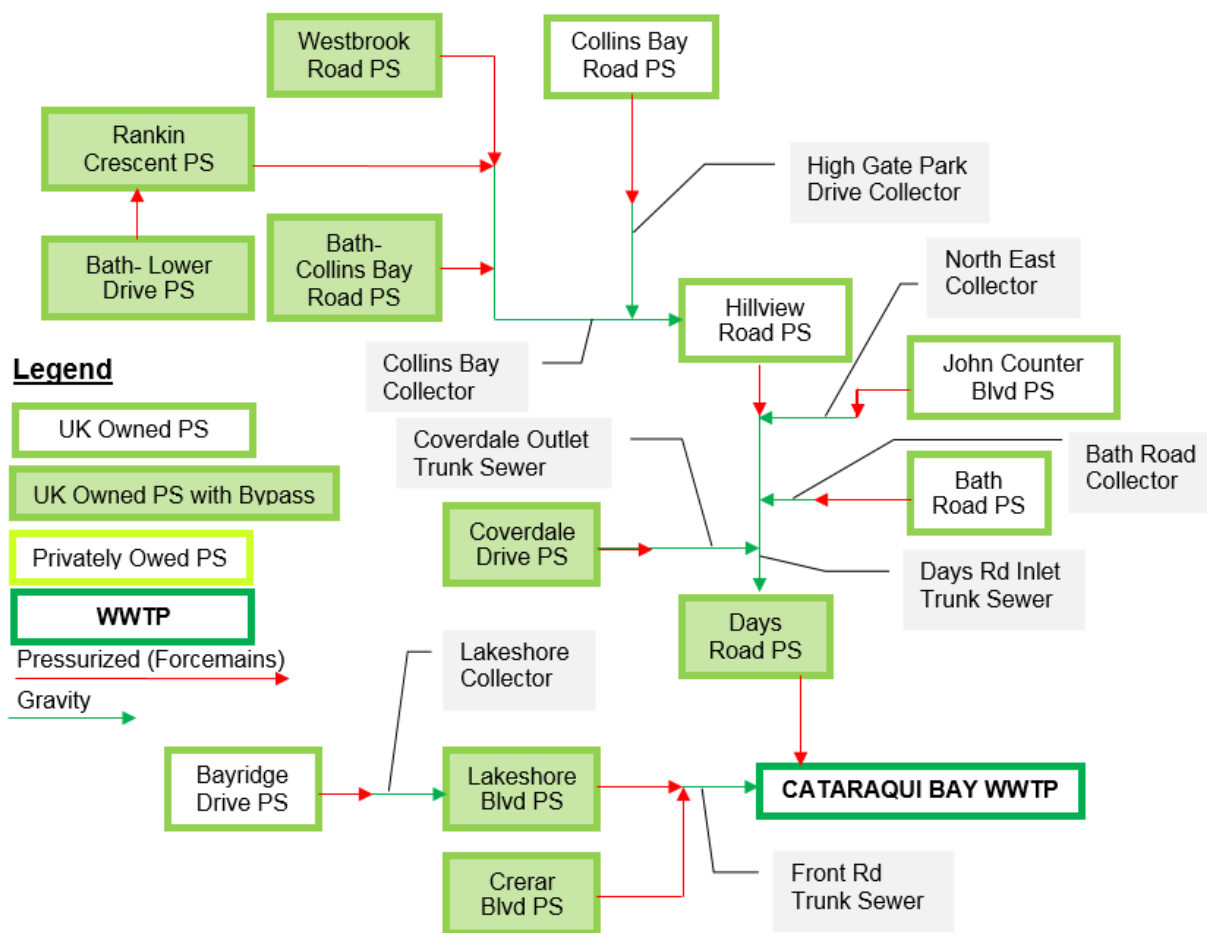 Westbrook
Road PS
Collins Bay
Road PS
Rankin
Crescent PS
High Gate Park
Drive Collector
Bath- Lower
Drive PS
Bath-
Collins Bay
Road PS
North East
Collector
Hillview
Road PS
Collins Bay
Collector
John Counter
Blvd PS
Legend
UK Owned PS
UK Owned PS with Bypass
Privately Owed PS
WWTP
Pressurized (Forcemains)
Gravity
Coverdale Outlet
Trunk Sewer
Bath Road
Collector
Bath
Road PS
Coverdale
Drive PS
Days Rd Inlet
Trunk Sewer
Days
Road PS
Lakeshore
Collector
Bayridge
Drive PS
Lakeshore
Blvd PS
CATARAQUI BAY WWTP
Crerar
Blvd PS
Front Rd
Trunk Sewer